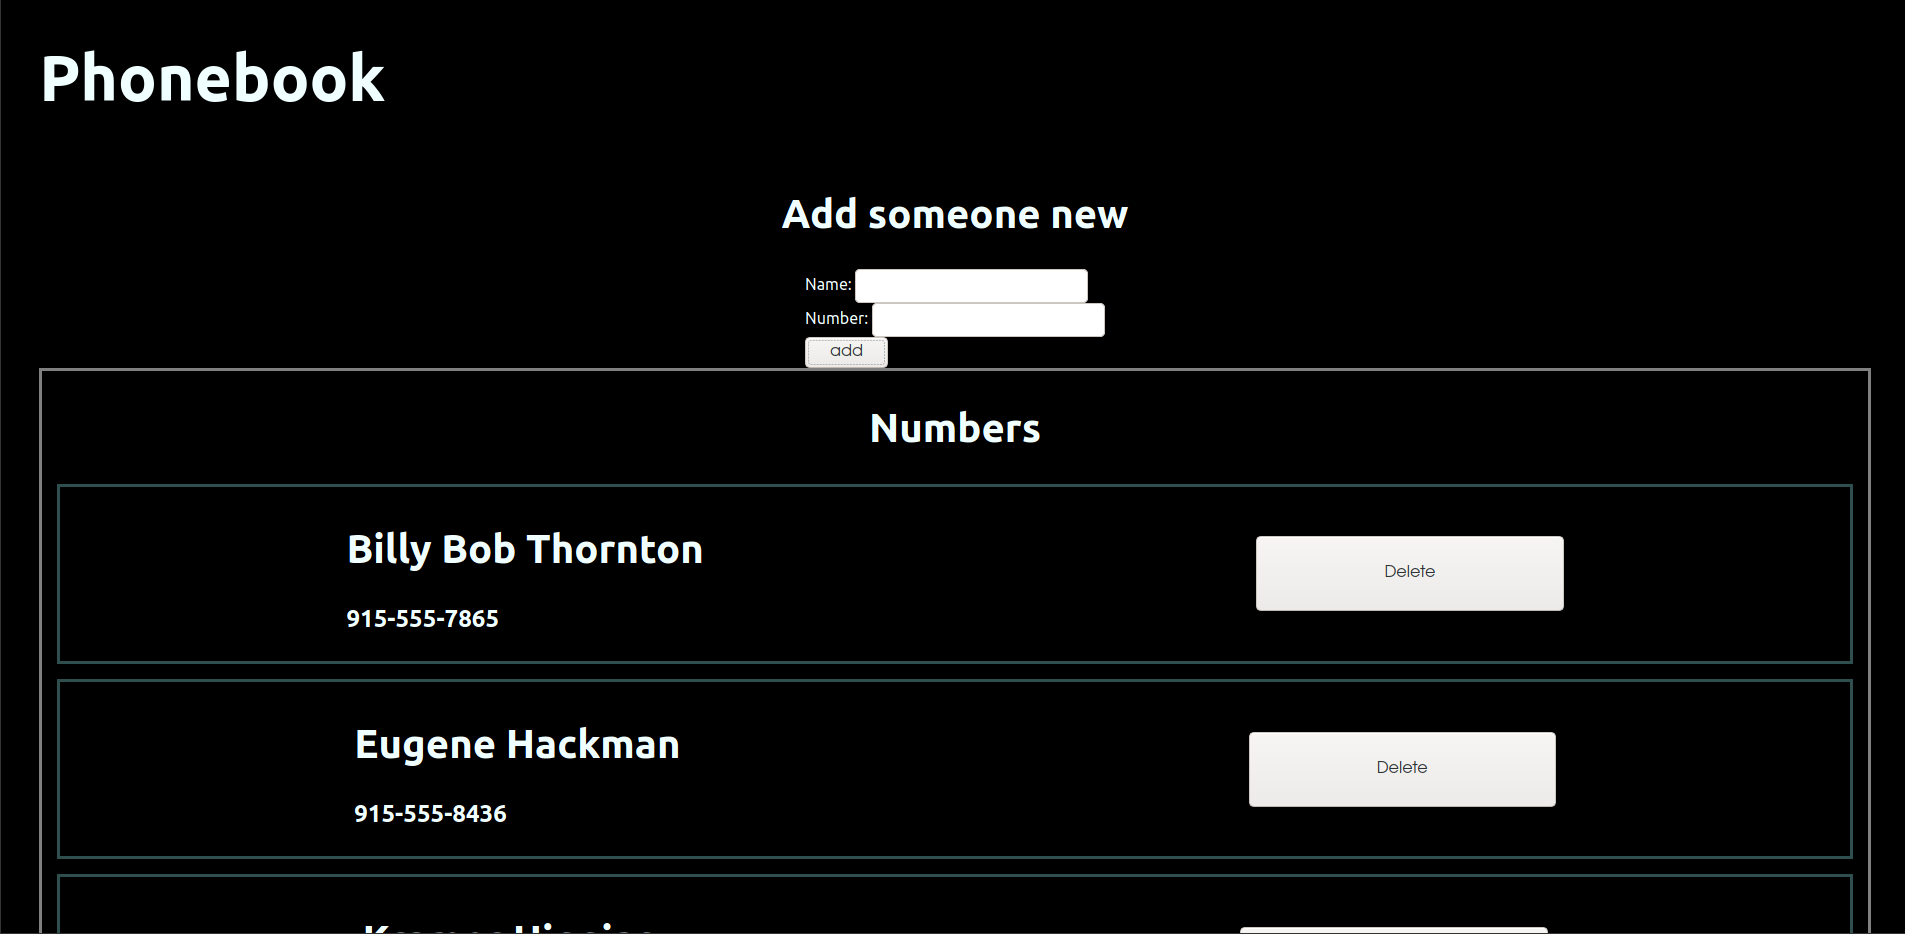 Phonebook
Add someone new
Name:
Number:
add
Numbers
Billy Bob Thornton
Delete
915-555-7865
Eugene Hackman
Delete
915-555-8436